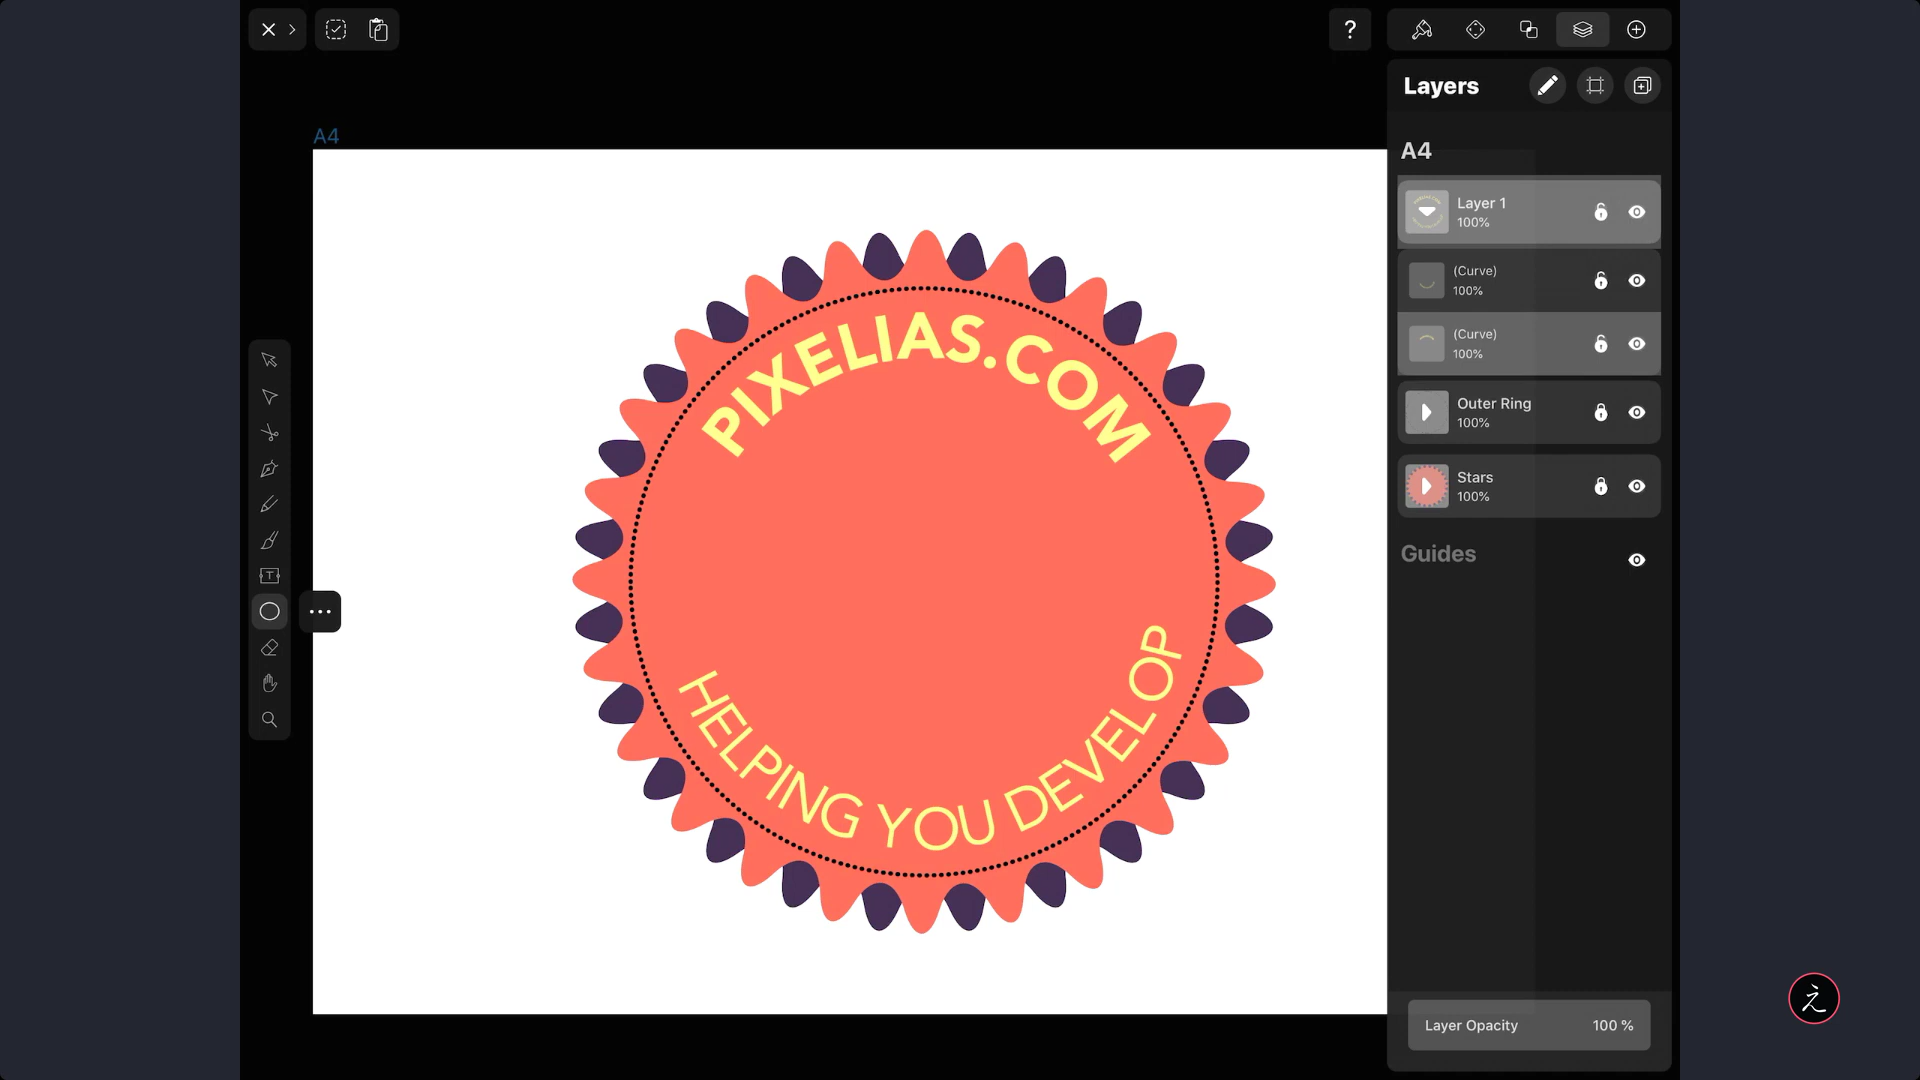 ?
Layers
A4
A4
Layer 1
100%
(Curve)
100%
(Curve)
100%
Outer Ring
100%
Stars
100%
Guides
PIXELIAS.COM
HELPING YOU DEVELOP
T
Layer Opacity 100 %
之